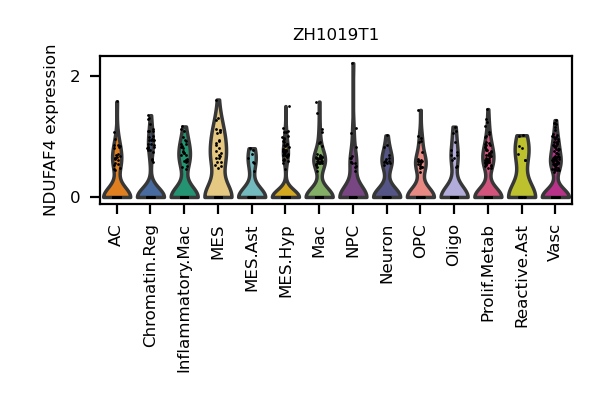 ZH1019T1
NDUFAF4 expression
2
0
AC
Chromatin.Reg
Inflammatory.Mac
MES
MES.Ast
MES.Hyp
Mac
NPC
Neuron
OPC
Oligo
Prolif.Metab
Reactive.Ast
Vasc